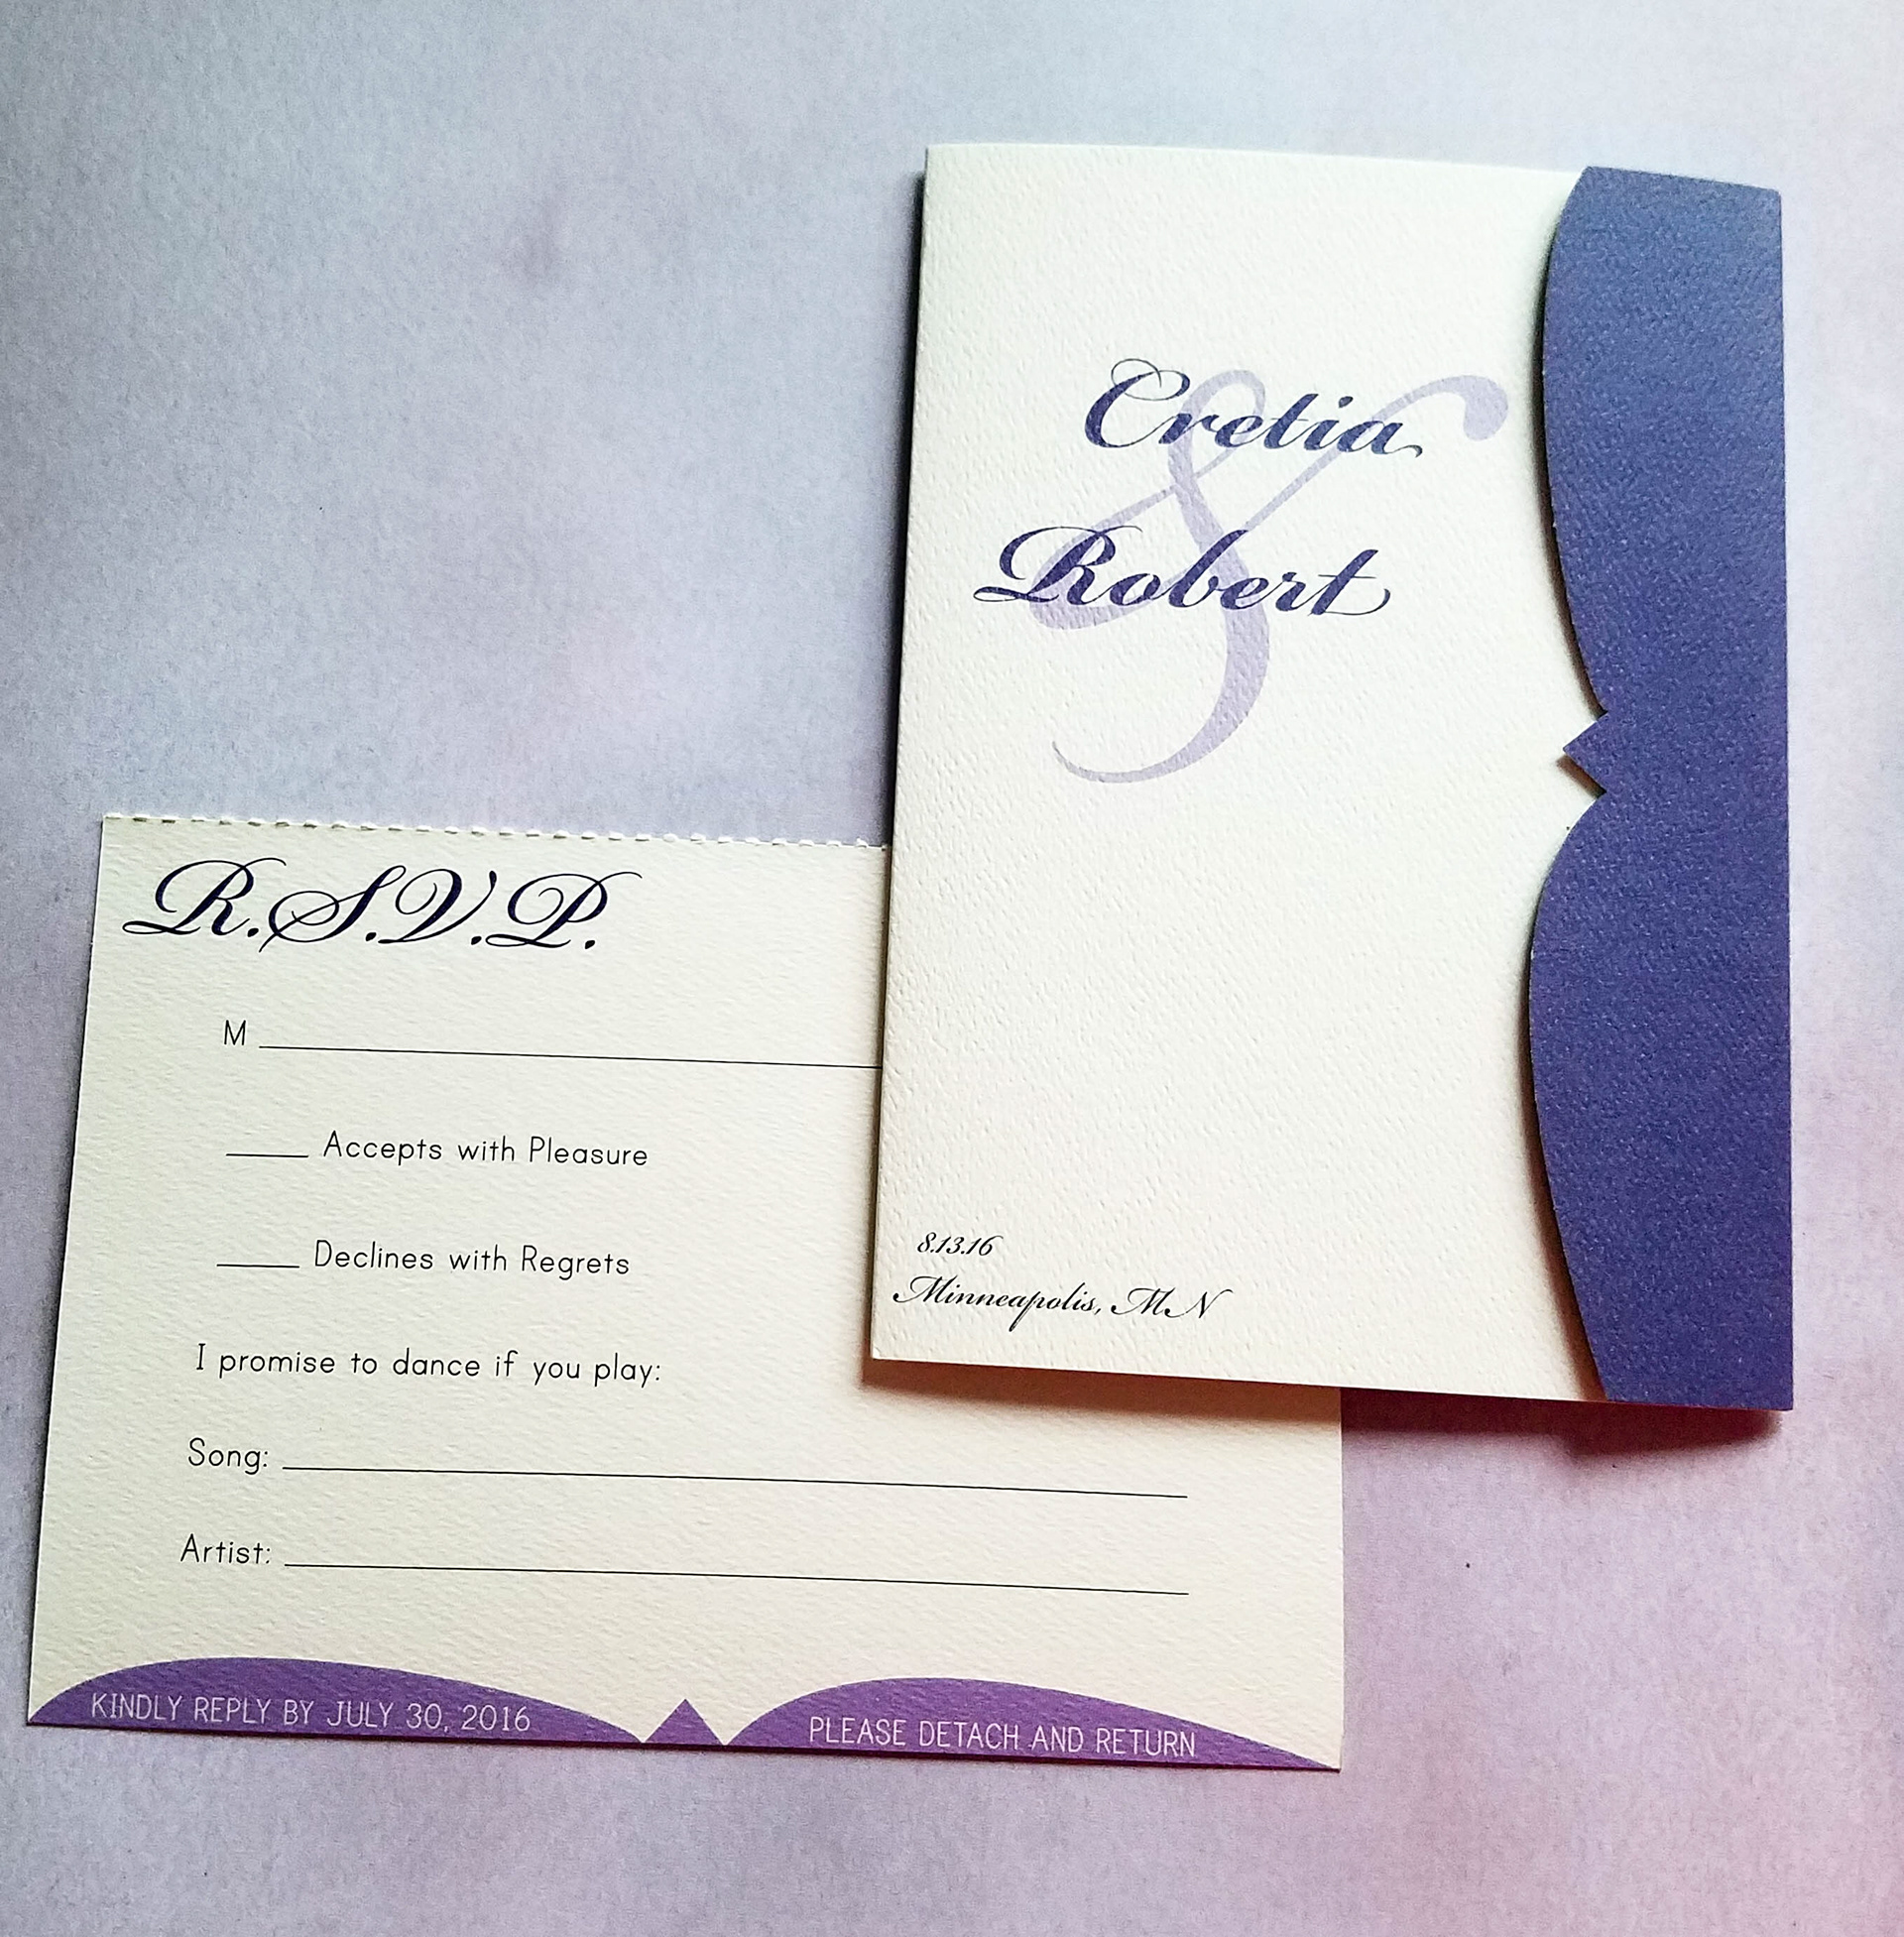 Cretia
&
Robert
8.13.16
Minneapolis, MN
R.S.V.P.
M
Accepts with Pleasure
Declines with Regrets
I promise to dance if you play:
Song:
Artist:
KINDLY REPLY BY JULY 30, 2016
PLEASE DETACH AND RETURN